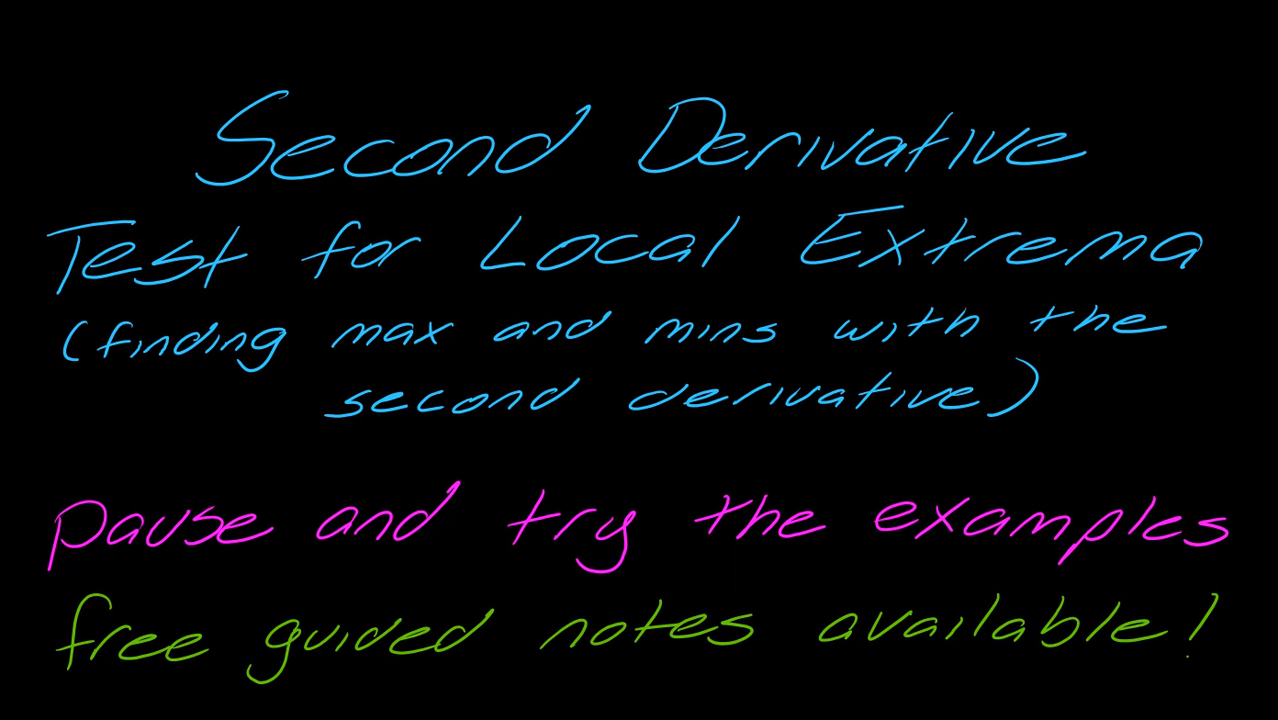 Second Derivative
Test for Local Extrema
(finding max and mins with the
second derivative)
pause and try the examples
free guided notes available!